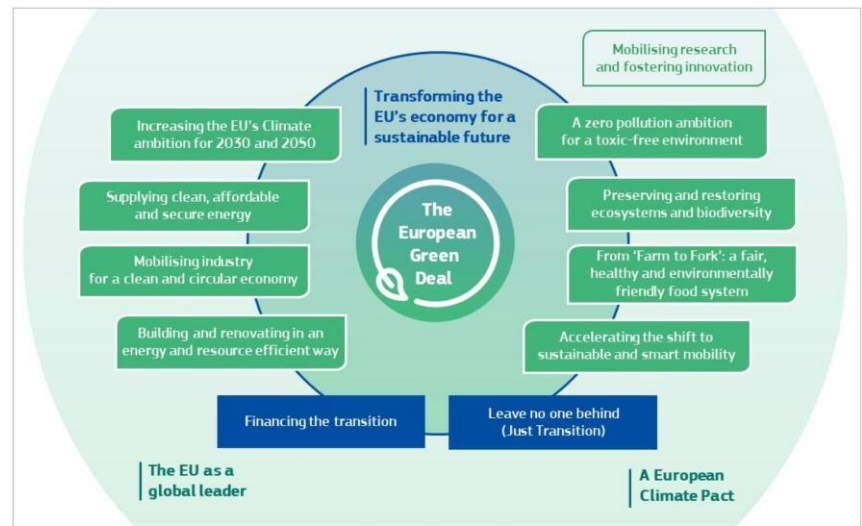 Mobilising research
and fostering innovation
Transforming the
EU's economy for a
sustainable future
Increasing the EU's Climate
ambition for 2030 and 2050
A zero pollution ambition
for a toxic-free environment
Supplying clean, affordable
and secure energy
Preserving and restoring
ecosystems and biodiversity
The
European
Green
Deal
Mobilising industry
for a clean and circular economy
From 'Farm to Fork': a fair,
healthy and environmentally
friendly food system
Building and renovating in an
energy and resource efficient way
Accelerating the shift to
sustainable and smart mobility
Financing the transition
Leave no one behind
(Just Transition)
The EU as a
global leader
A European
Climate Pact